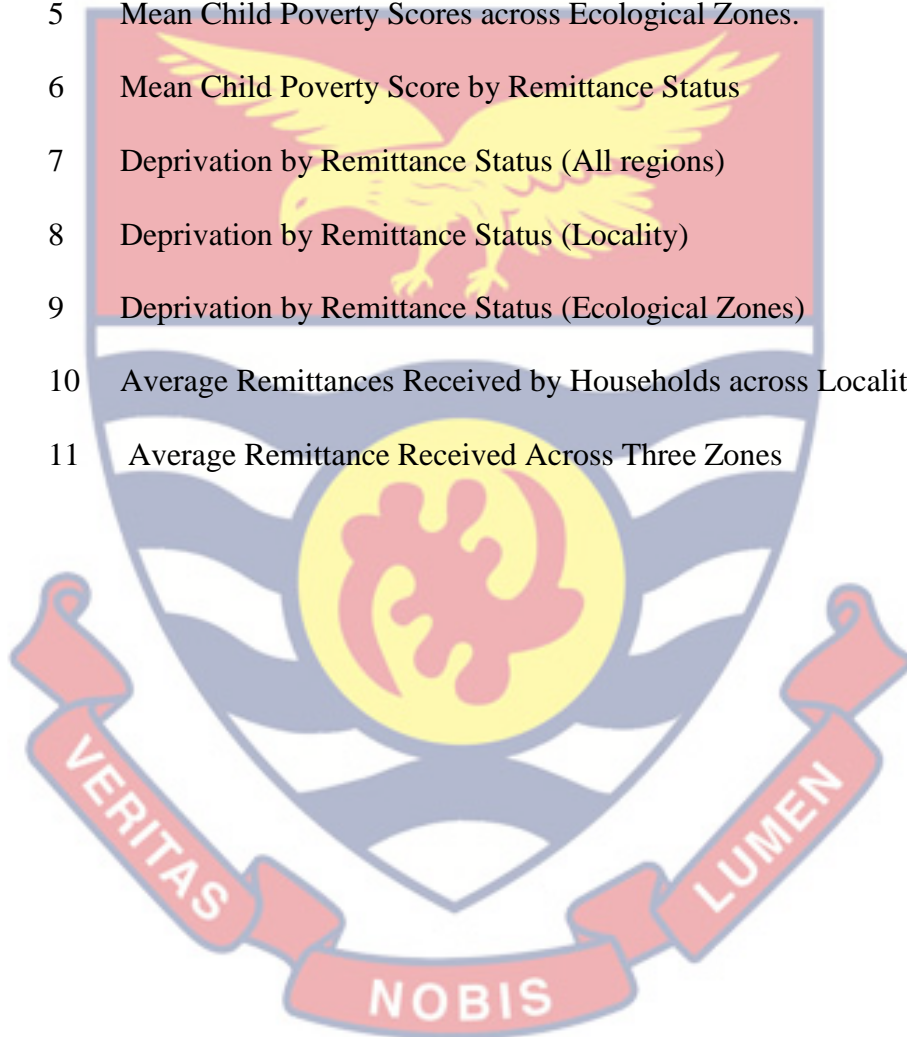 5 Mean Child Poverty Scores across Ecological Zones.
6 Mean Child Poverty Score by Remittance Status
7 Deprivation by Remittance Status (All regions)
8 Deprivation by Remittance Status (Locality)
9 Deprivation by Remittance Status (Ecological Zones)
10 Average Remittances Received by Households across Localit
11 Average Remittance Received Across Three Zones
VERITAS
NOBIS
LUMEN